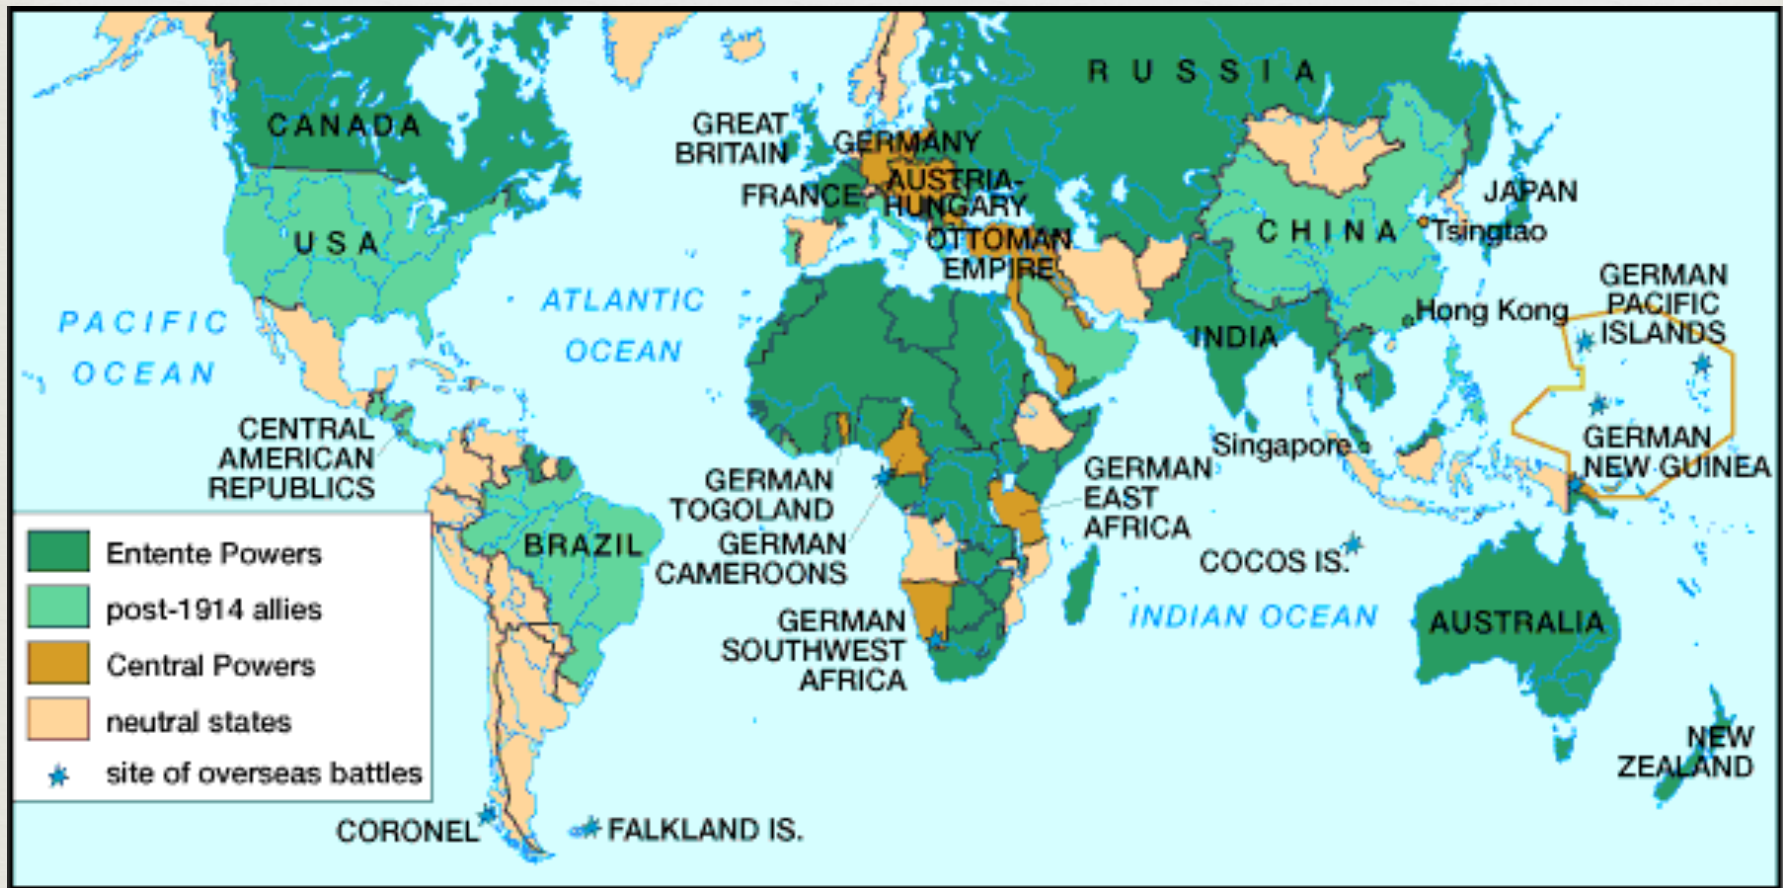 RUSSIA
CANADA
GREAT
BRITAIN
GERMANY
FRANCE
AUSTRIA-
HUNGARY
JAPAN
USA
CHINA
Tsingtao
OTTOMAN
EMPIRE
GERMAN
PACIFIC
ISLANDS
PACIFIC
OCEAN
ATLANTIC
OCEAN
Hong Kong
INDIA
CENTRAL
AMERICAN
REPUBLICS
Singapore
GERMAN
NEW GUINEA
GERMAN
TOGOLAND
GERMAN
EAST
AFRICA
BRAZIL
GERMAN
CAMEROONS
COCOS IS.
INDIAN OCEAN
GERMAN
SOUTHWEST
AFRICA
AUSTRALIA
NEW
ZEALAND
Entente Powers
post-1914 allies
Central Powers
neutral states
site of overseas battles
CORONEL
FALKLAND IS.